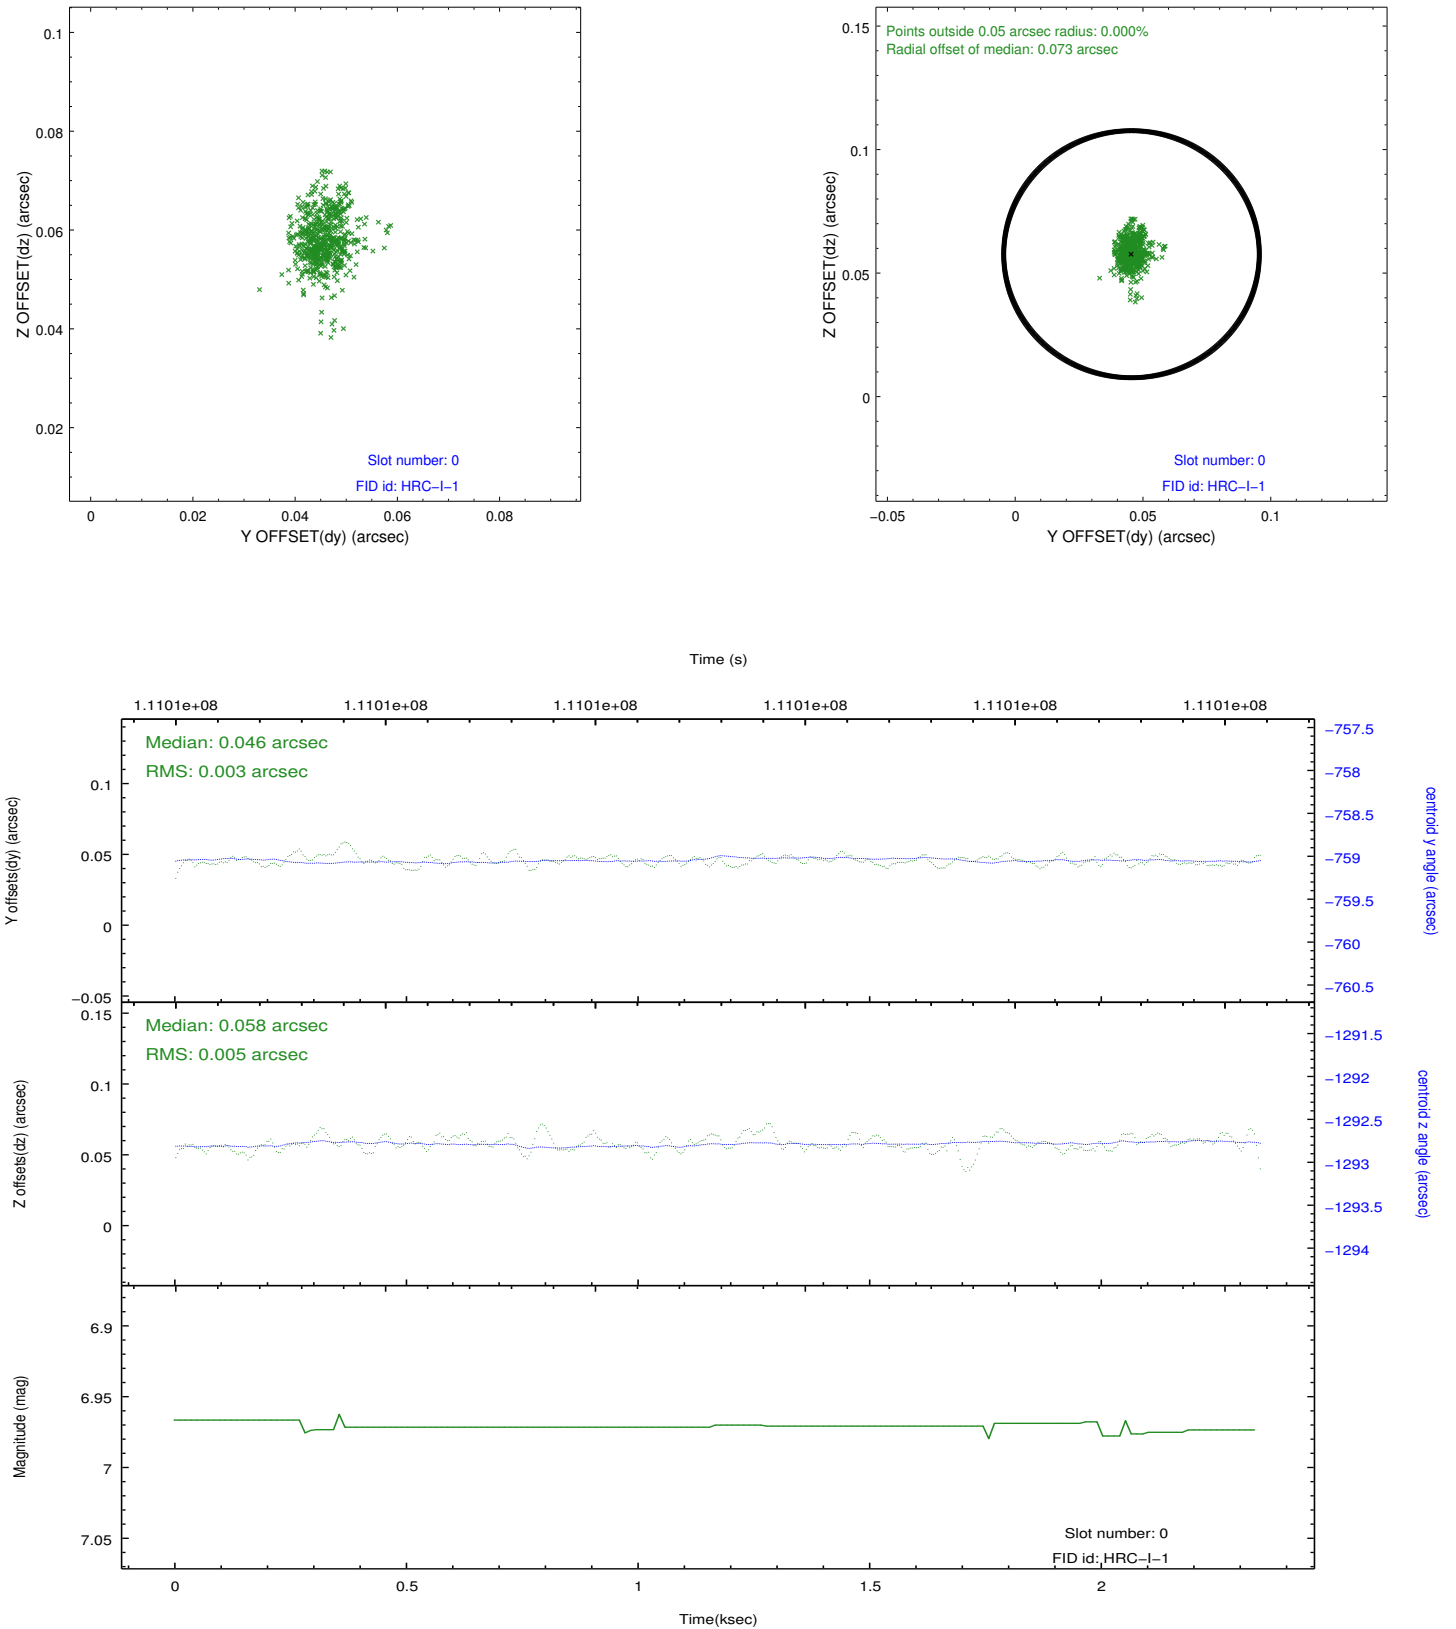 0.1
0.08
0.06
0.04
0.02
Z OFFSET(dz) (arcsec)
Slot number: 0
FID id: HRC−I−1
0 0.02 0.04 0.06 0.08
Y OFFSET(dy) (arcsec)
Points outside 0.05 arcsec radius: 0.000%
Radial offset of median: 0.073 arcsec
0.15
0.1
0.05
0
Z OFFSET(dz) (arcsec)
Slot number: 0
FID id: HRC−I−1
−0.05 0 0.05 0.1
Y OFFSET(dy) (arcsec)
Time (s)
1.1101e+08 1.1101e+08 1.1101e+08 1.1101e+08 1.1101e+08 1.1101e+08
Median: 0.046 arcsec
RMS: 0.003 arcsec
0.1
0.05
0
−0.05
Y offsets(dy) (arcsec)
−757.5
−758
−758.5
−759
−759.5
−760
−760.5
centroid y angle (arcsec)
Median: 0.058 arcsec
RMS: 0.005 arcsec
0.15
0.1
0.05
0
Z offsets(dz) (arcsec)
−1291.5
−1292
−1292.5
−1293
−1293.5
−1294
centroid z angle (arcsec)
6.9
6.95
7
7.05
Magnitude (mag)
Slot number: 0
FID id: HRC−I−1
0 0.5 1 1.5 2
Time(ksec)